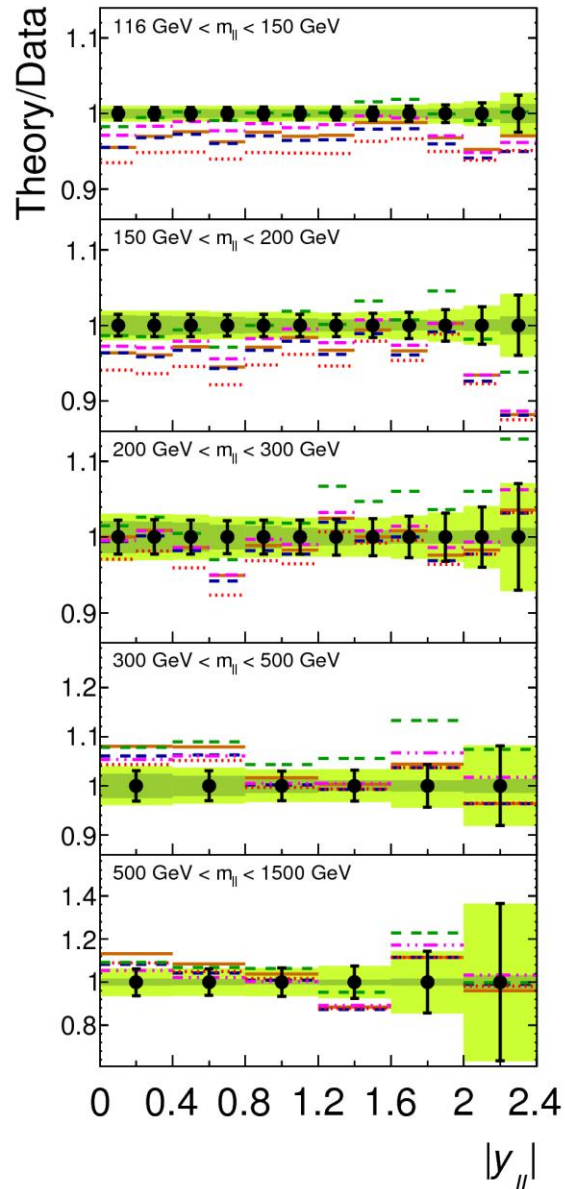 Theory/Data
116 GeV < m_ll < 150 GeV
1.1
1
0.9
150 GeV < m_ll < 200 GeV
1.1
1
0.9
200 GeV < m_ll < 300 GeV
1.1
1
0.9
300 GeV < m_ll < 500 GeV
1.2
1.1
1
0.9
500 GeV < m_ll < 1500 GeV
1.4
1.2
1
0.8
0 0.4 0.8 1.2 1.6 2 2.4
|y_ll|